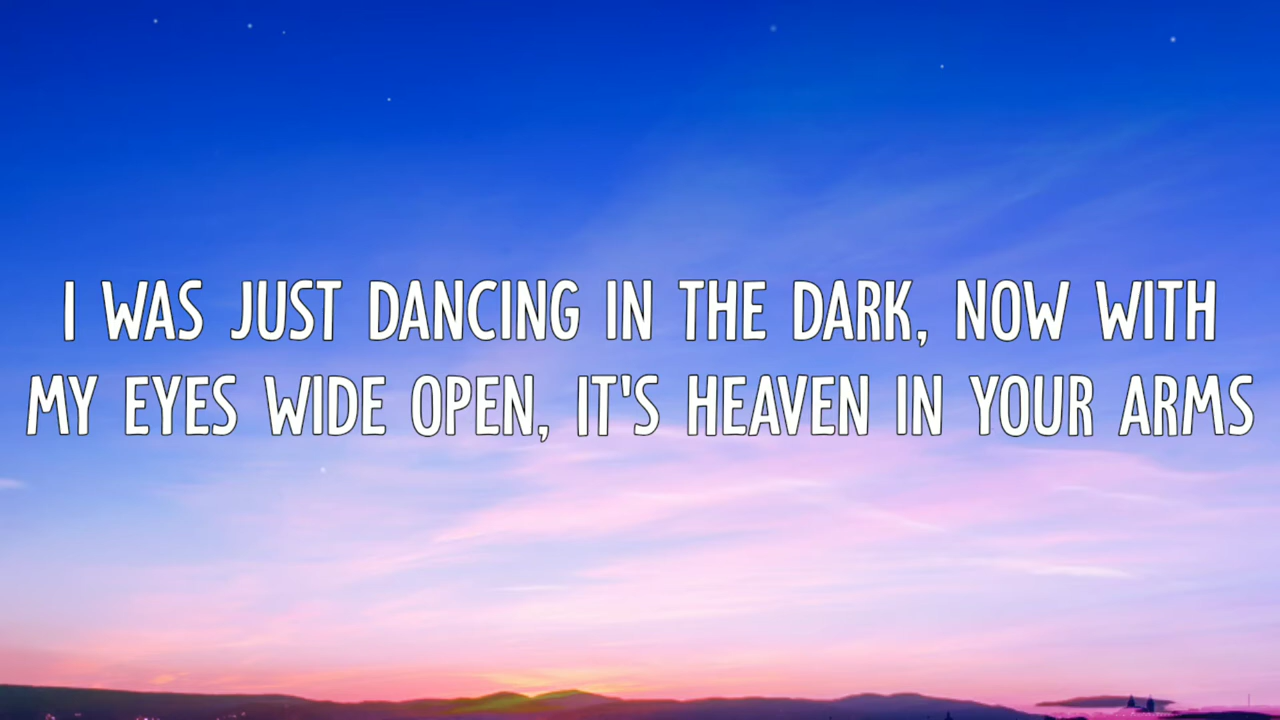 I WAS JUST DANCING IN THE DARK, NOW WITH
MY EYES WIDE OPEN, IT'S HEAVEN IN YOUR ARMS